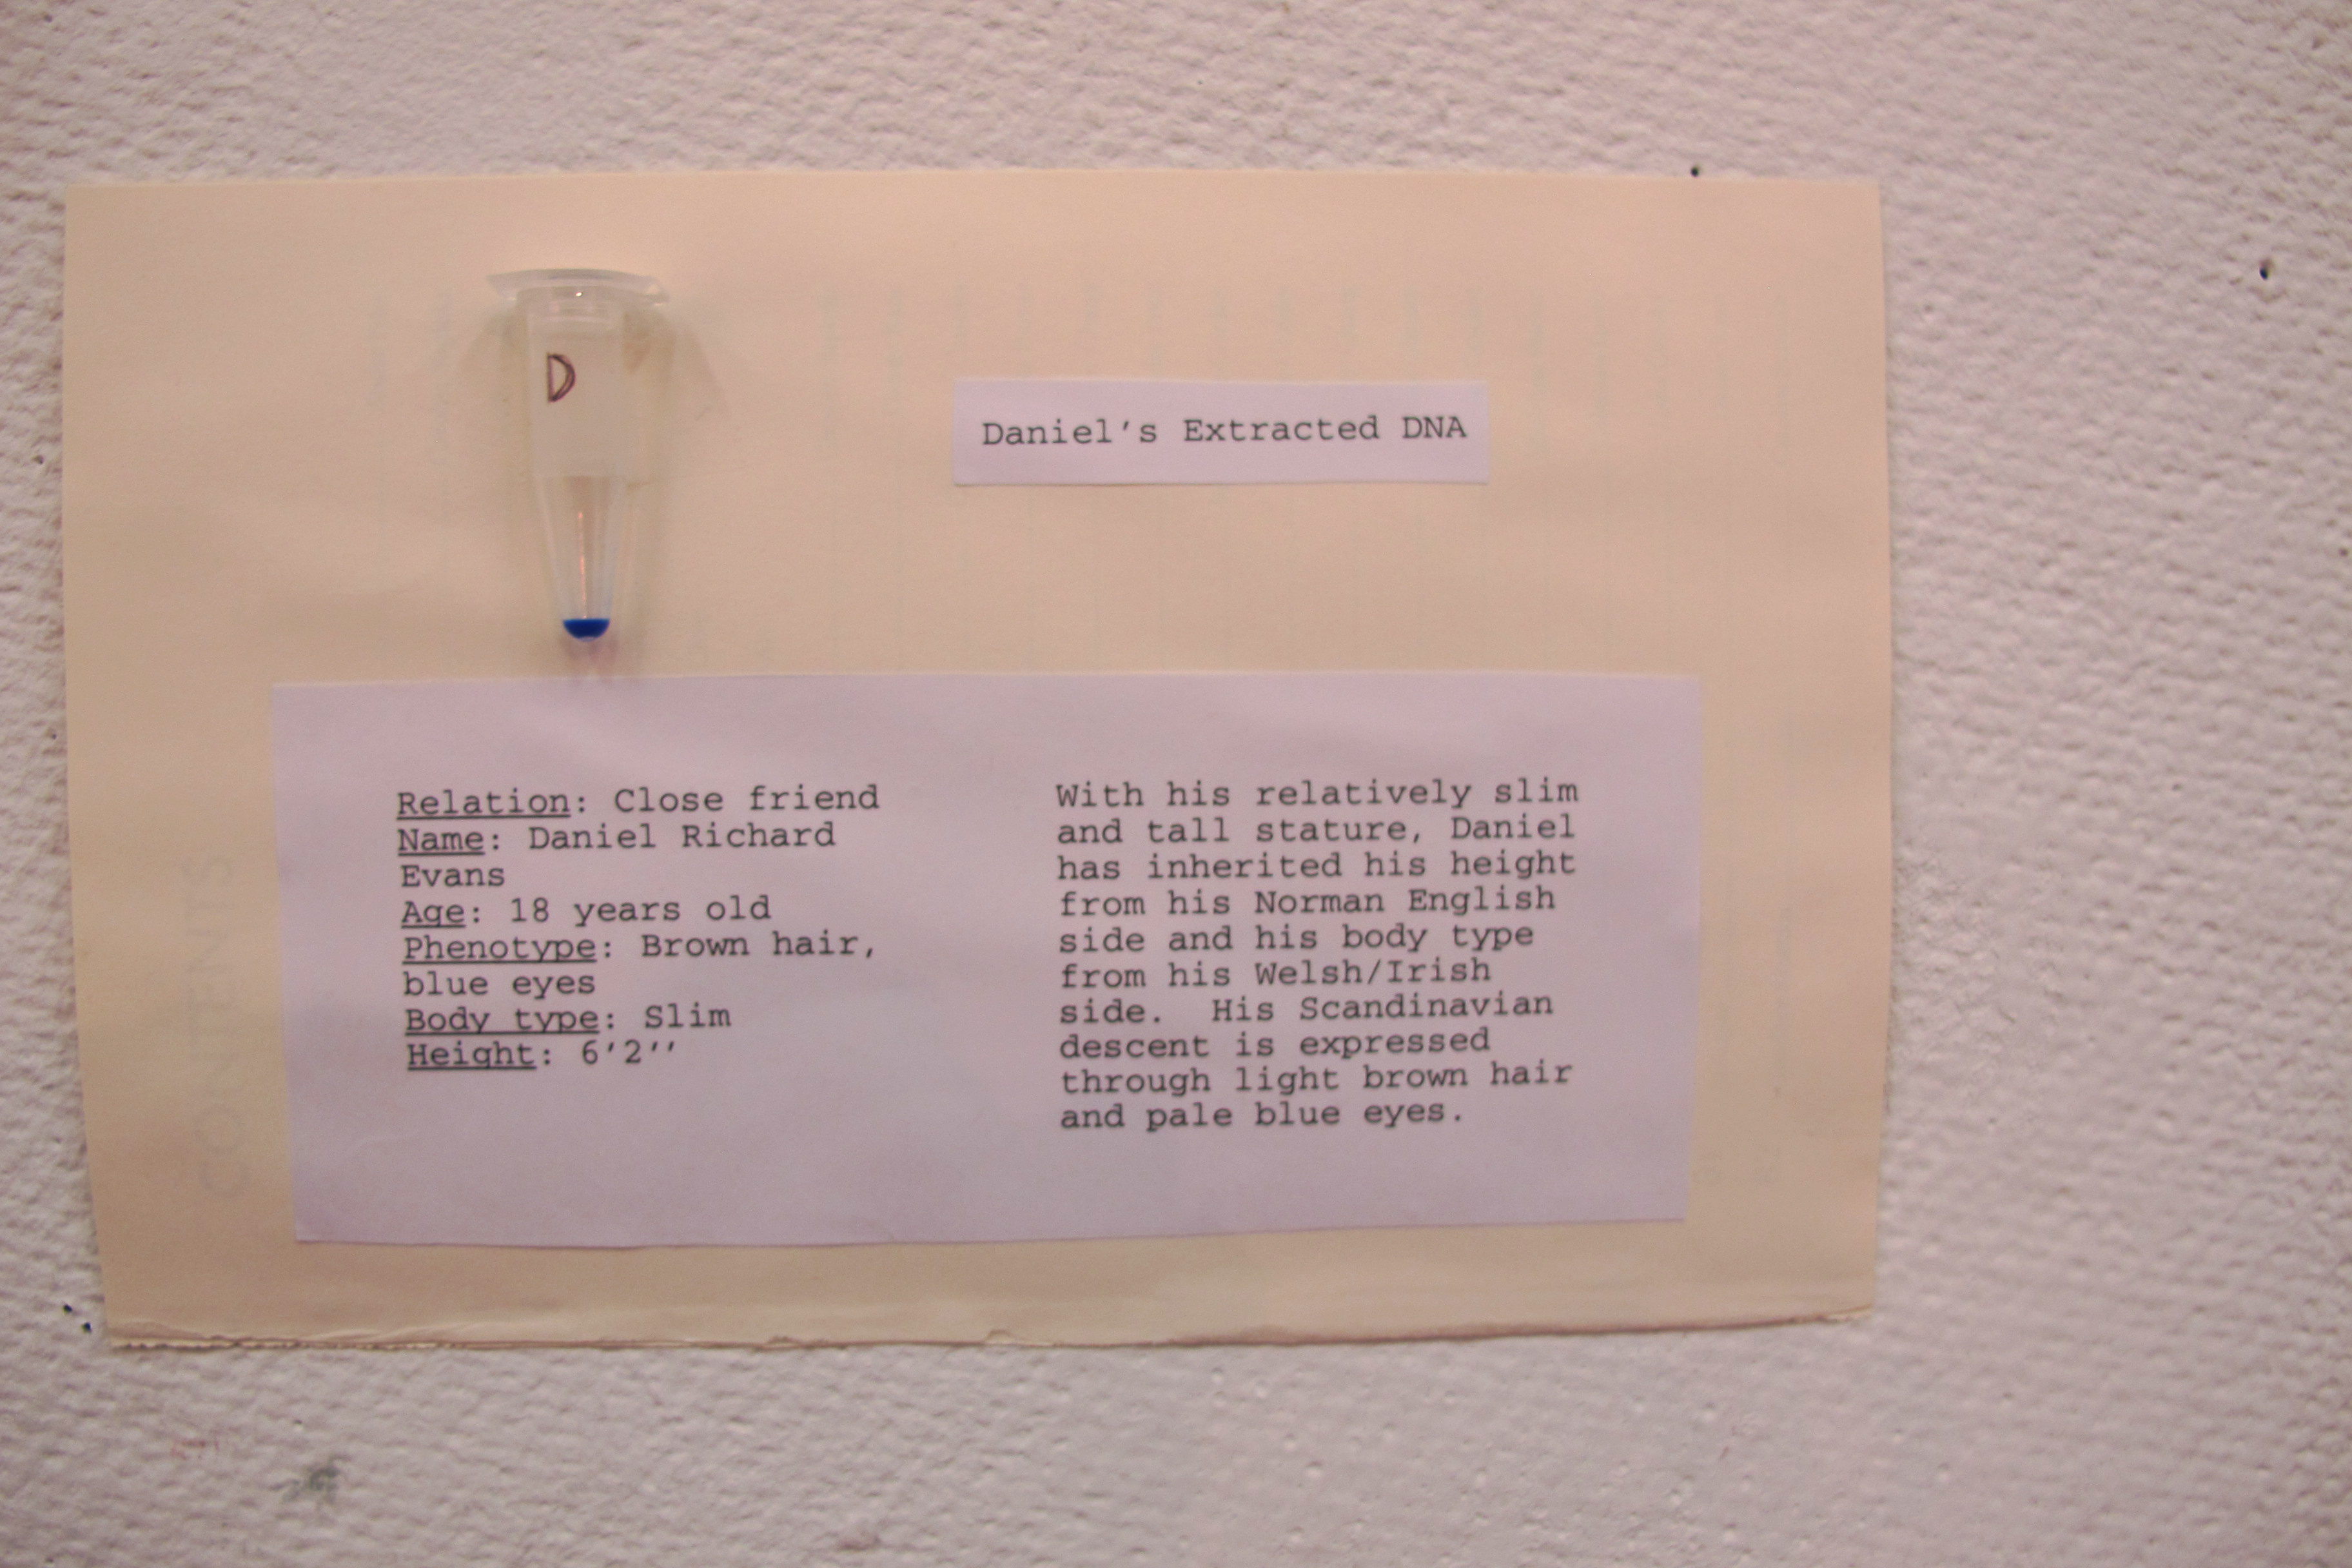 D
Daniel's Extracted DNA
Relation: Close friend
Name: Daniel Richard
Evans
Age: 18 years old
Phenotype: Brown hair,
blue eyes
Body type: Slim
Height: 6'2''
With his relatively slim
and tall stature, Daniel
has inherited his height
from his Norman English
side and his body type
from his Welsh/Irish
side.  His Scandinavian
descent is expressed
through light brown hair
and pale blue eyes.
CONTENTS